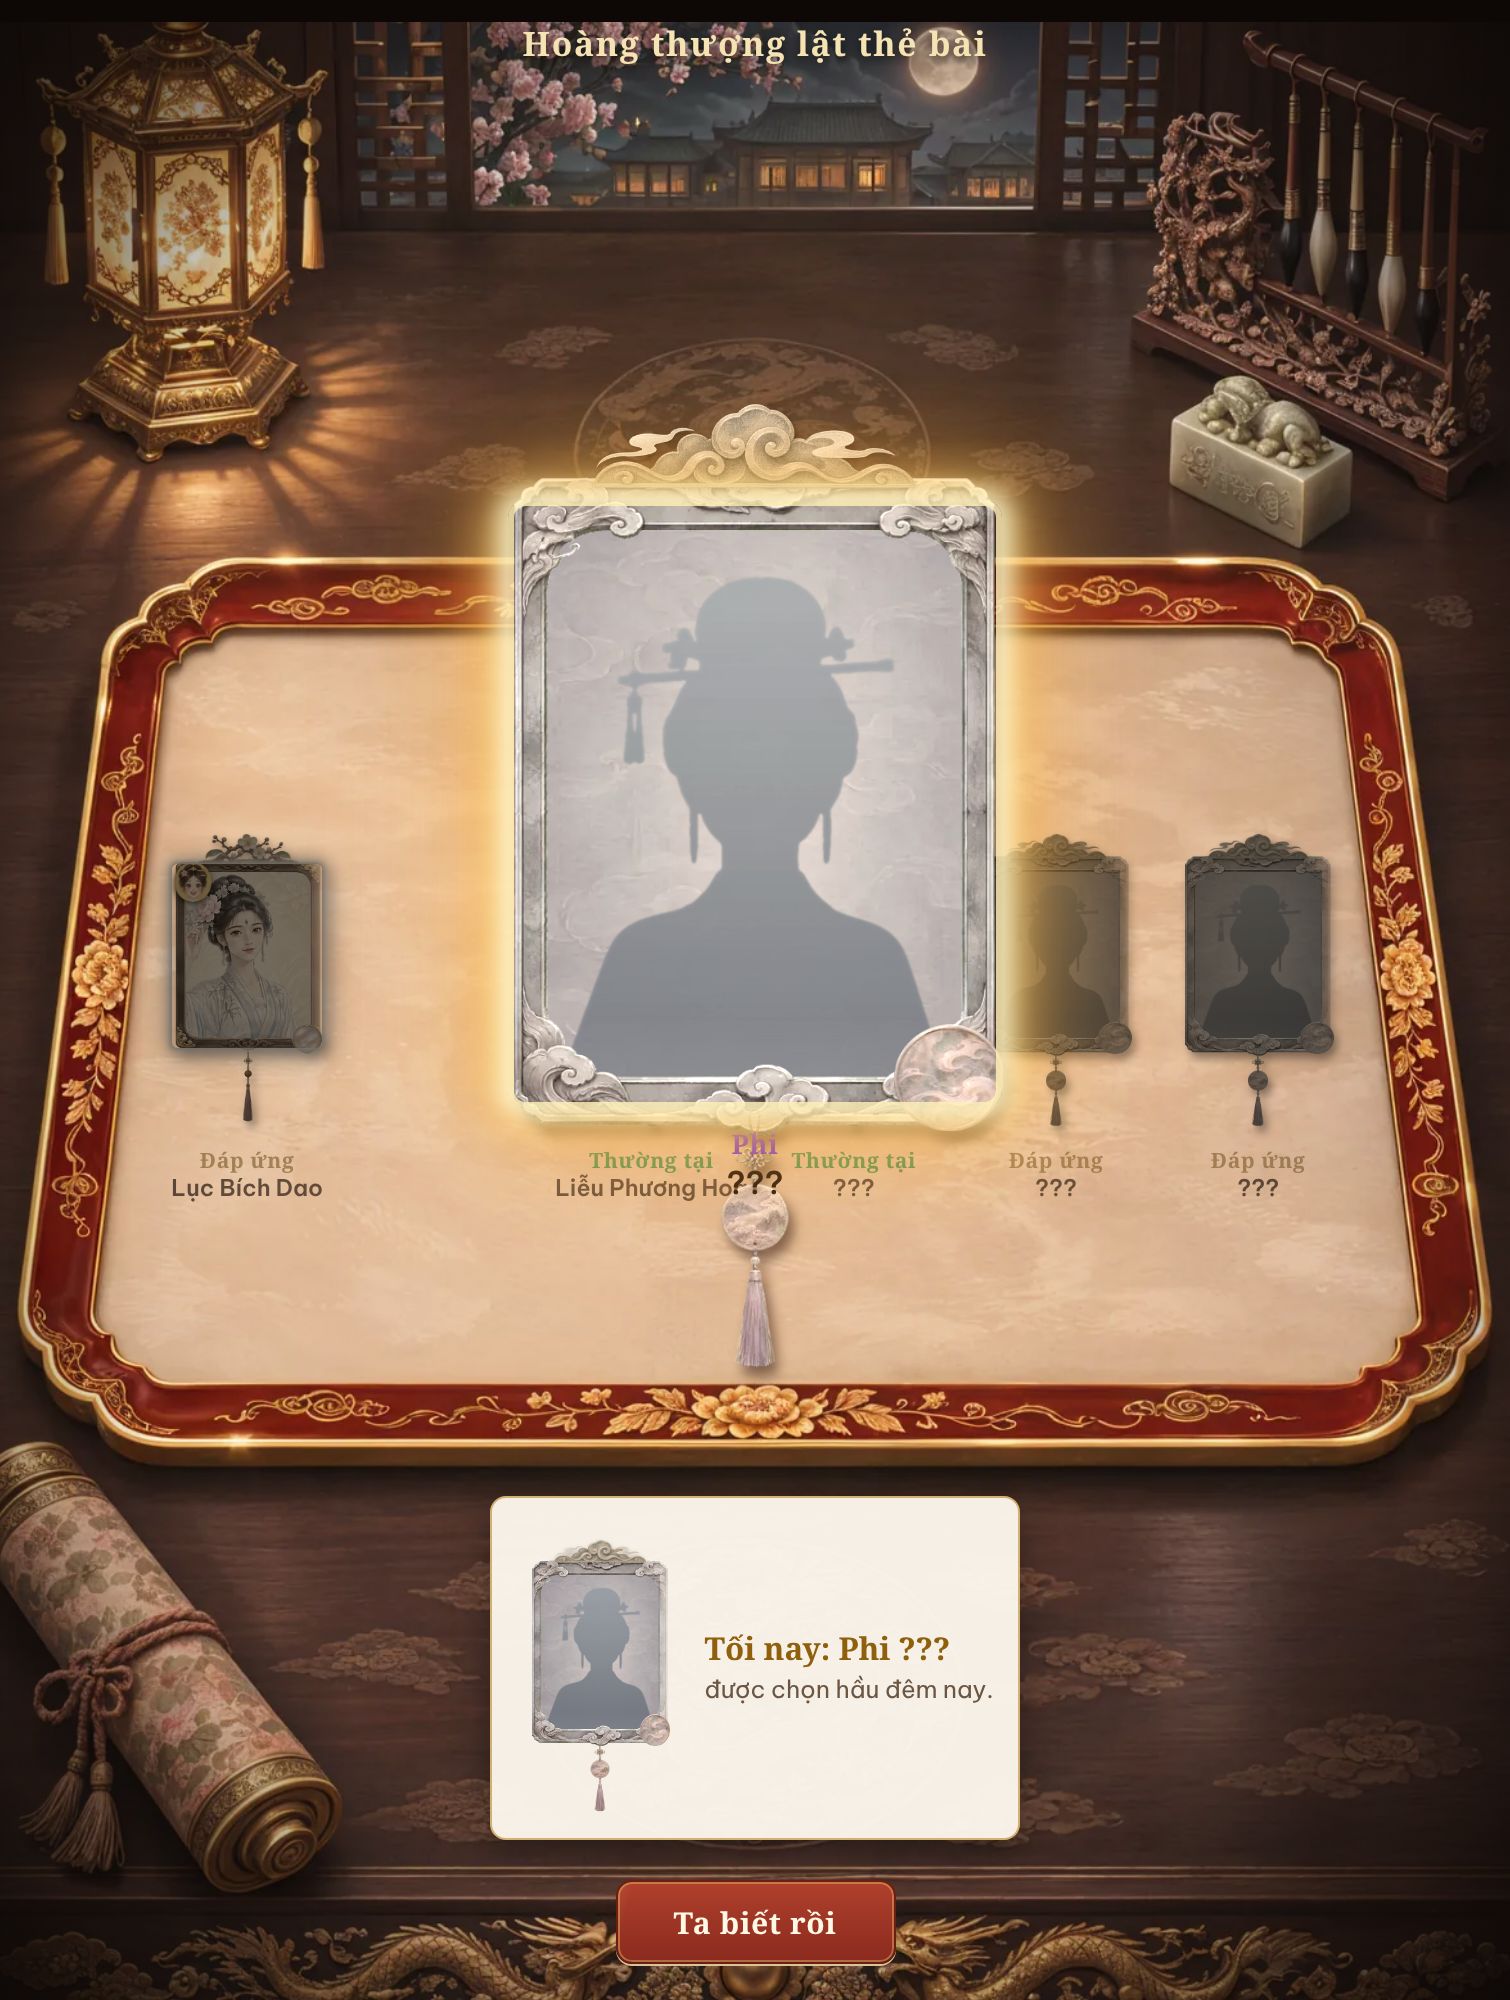 Hoàng thượng lật thẻ bài
Phi
???
Đáp ứng
Lục Bích Dao
Thường tại
Liễu Phương Ho
Thường tại
???
Đáp ứng
???
Đáp ứng
???
Tối nay: Phi ???
được chọn hầu đêm nay.
Ta biết rồi